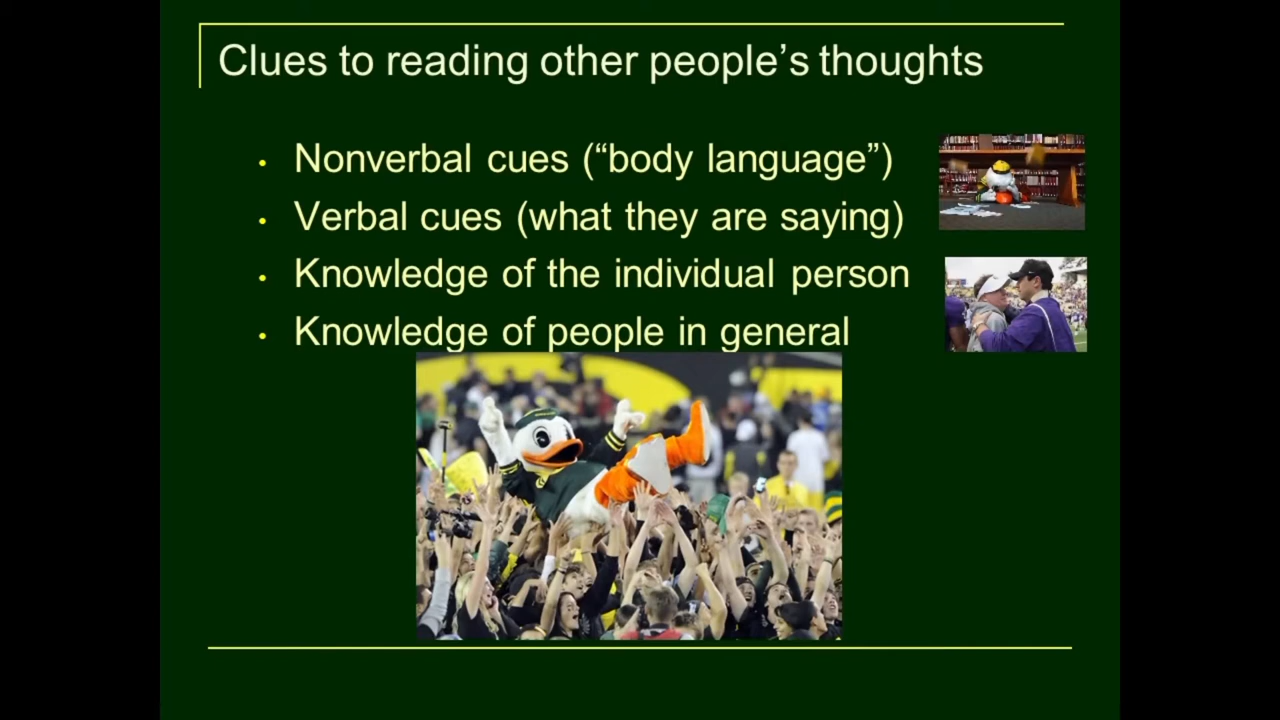 Clues to reading other people’s thoughts
• Nonverbal cues (“body language”)
• Verbal cues (what they are saying)
• Knowledge of the individual person
• Knowledge of people in general